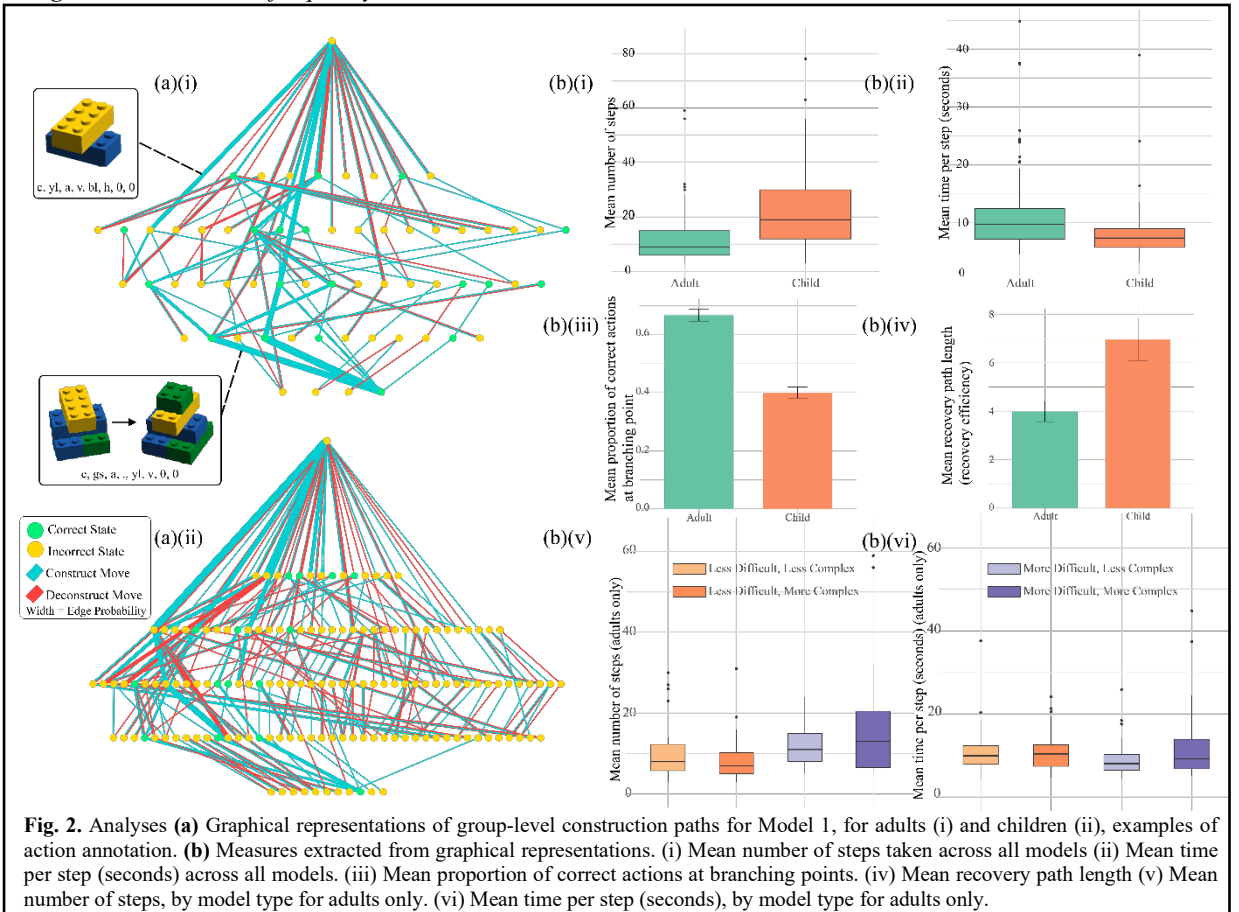 (a)(i)
c, yl, a, v, bl, h, 0, 0
c, gs, a, ., yl, v, 0, 0
(b)(i)
Mean number of steps
80
60
40
20
0
Adult
Child
(b)(ii)
Mean time per step (seconds)
40
30
20
10
0
Adult
Child
(b)(iii)
Mean proportion of correct actions
at branching point
0.6
0.4
0.2
0.0
Adult
Child
(b)(iv)
Mean recovery path length
(recovery efficiency)
8
6
4
2
0
Adult
Child
(a)(ii)
Correct State
Incorrect State
Construct Move
Deconstruct Move
Width = Edge Probability
(b)(v)
Mean number of steps (adults only)
60
40
20
0
Less Difficult, Less Complex
Less Difficult, More Complex
(b)(vi)
Mean time per step (seconds) (adults only)
60
40
20
0
More Difficult, Less Complex
More Difficult, More Complex
Fig. 2. Analyses (a) Graphical representations of group-level construction paths for Model 1, for adults (i) and children (ii), examples of
action annotation. (b) Measures extracted from graphical representations. (i) Mean number of steps taken across all models (ii) Mean time
per step (seconds) across all models. (iii) Mean proportion of correct actions at branching points. (iv) Mean recovery path length (v) Mean
number of steps, by model type for adults only. (vi) Mean time per step (seconds), by model type for adults only.